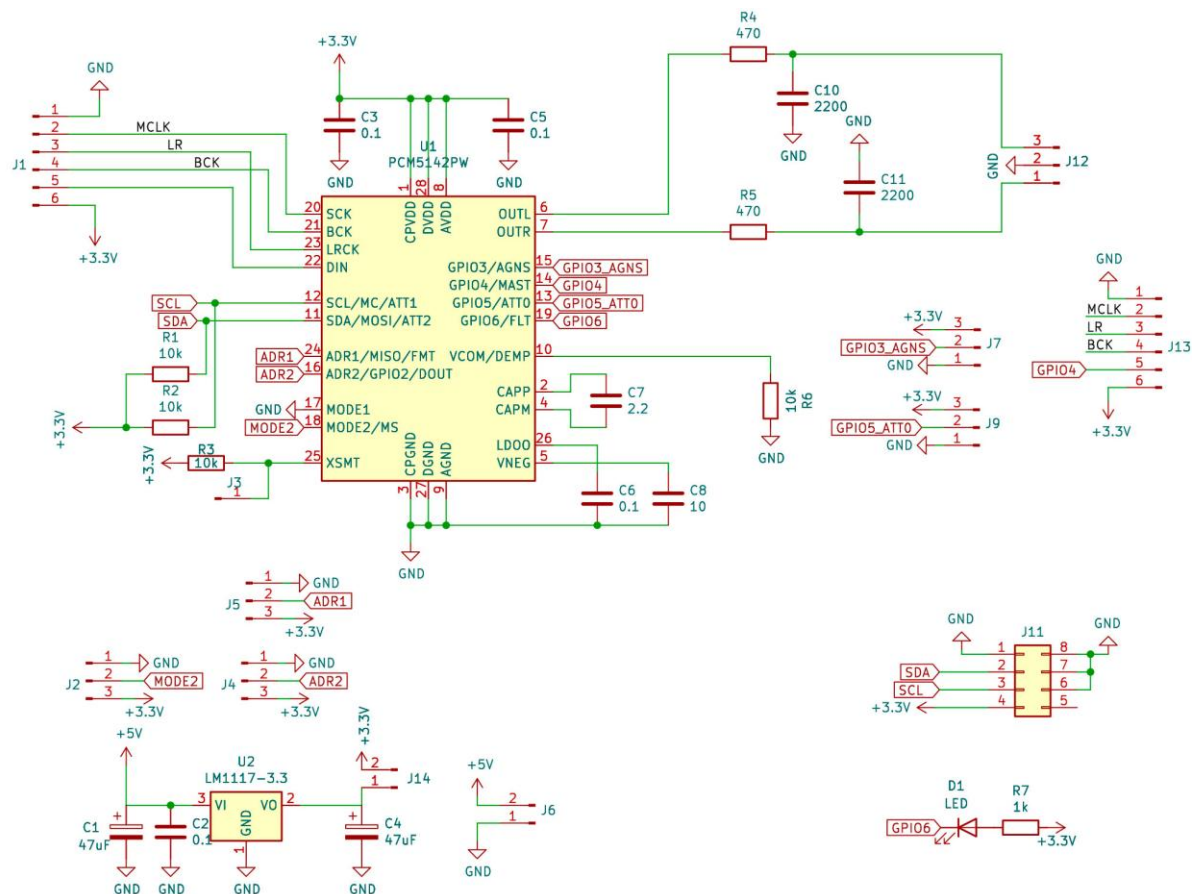 R4
470
+3.3V
GND
C10
2200
GND
GND
C3
0.1
GND
C5
0.1
GND
J1
1
2
3
4
5
6
MCLK
LR
BCK
+3.3V
C11
2200
3
2
1
GND
J12
R5
470
U1
PCM5142PW
1
28
8
CPVDD
DVDD
AVDD
20
SCK
21
BCK
23
LRCK
22
DIN
12
SCL/MC/ATT1
11
SDA/MOSI/ATT2
24
ADR1/MISO/FMT
16
ADR2/GPIO2/DOUT
17
MODE1
18
MODE2/MS
25
XSMT
OUTL
6
OUTR
7
GPIO3/AGNS
15
GPIO3_AGNS
GPIO4/MAST
14
GPIO4
GPIO5/ATT0
13
GPIO5_ATT0
GPIO6/FLT
19
GPIO6
VCOM/DEMP
10
CAPP
2
CAPM
4
LDOO
26
VNEG
5
CPGND
DGND
AGND
3
27
9
GND
SCL
SDA
R1
10k
R2
10k
+3.3V
ADR1
ADR2
GND
MODE2
R3
10k
+3.3V
J3
1
C7
2.2
10k
R6
GND
C6
0.1
C8
10
+3.3V
3
GPIO3_AGNS
2
GND
1
J7
+3.3V
3
GPIO5_ATT0
2
GND
1
J9
GND
1
MCLK
2
LR
3
BCK
4
GPIO4
5
6
J13
+3.3V
J5
1
GND
2
ADR1
3
+3.3V
J2
1
GND
2
MODE2
3
+3.3V
J4
1
GND
2
ADR2
3
+3.3V
GND
J11
GND
1
8
SDA
2
7
SCL
3
6
+3.3V
4
5
+5V
U2
LM1117-3.3
3
VI
VO
2
GND
1
C1
47uF
GND
C2
0.1
GND
GND
+3.3V
2
1
J14
C4
47uF
GND
+5V
2
1
J6
GND
D1
LED
R7
1k
GPIO6
+3.3V